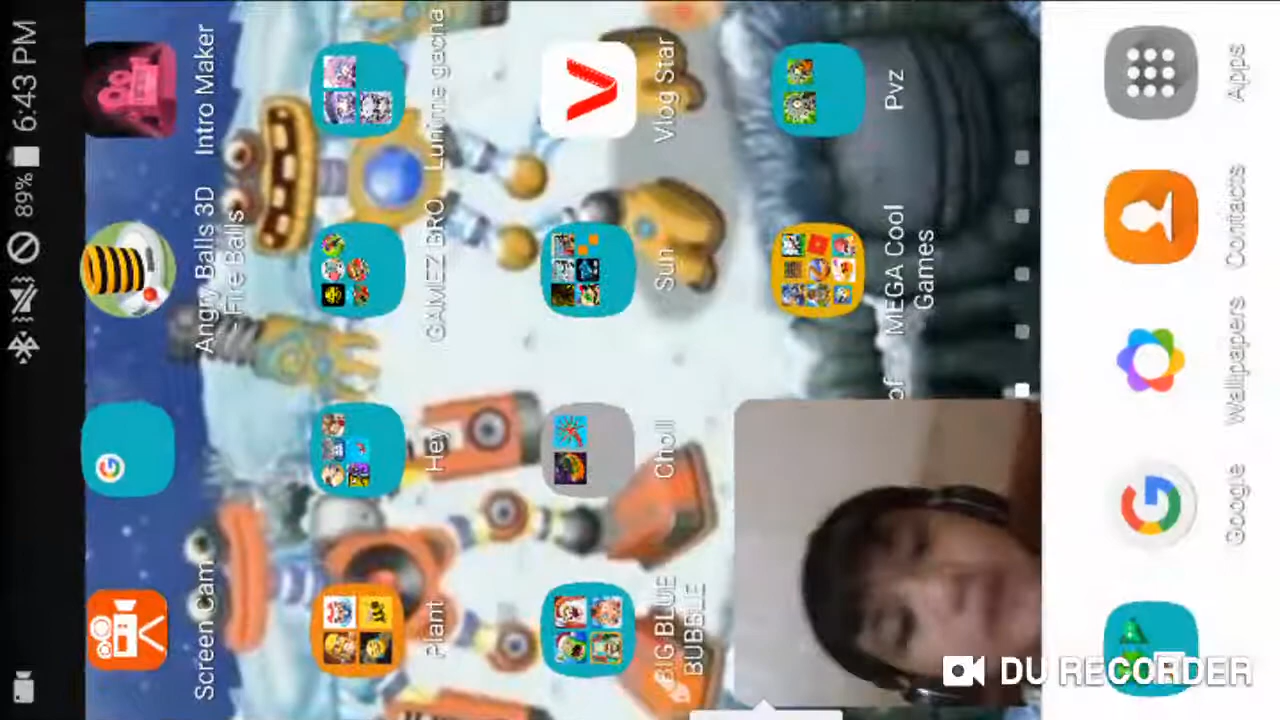 89% 6:43 PM
Screen Cam
Angry Balls 3D
- Fire Balls
Intro Maker
Plant
Hey
GAMEZ BRO.
Lunime gacha
BIG BLUE
BUBBLE
Choll
Sun
Vlog Star
of
MEGA Cool
Games
Pvz
Google
Wallpapers
Contacts
Apps
DU RECORDER